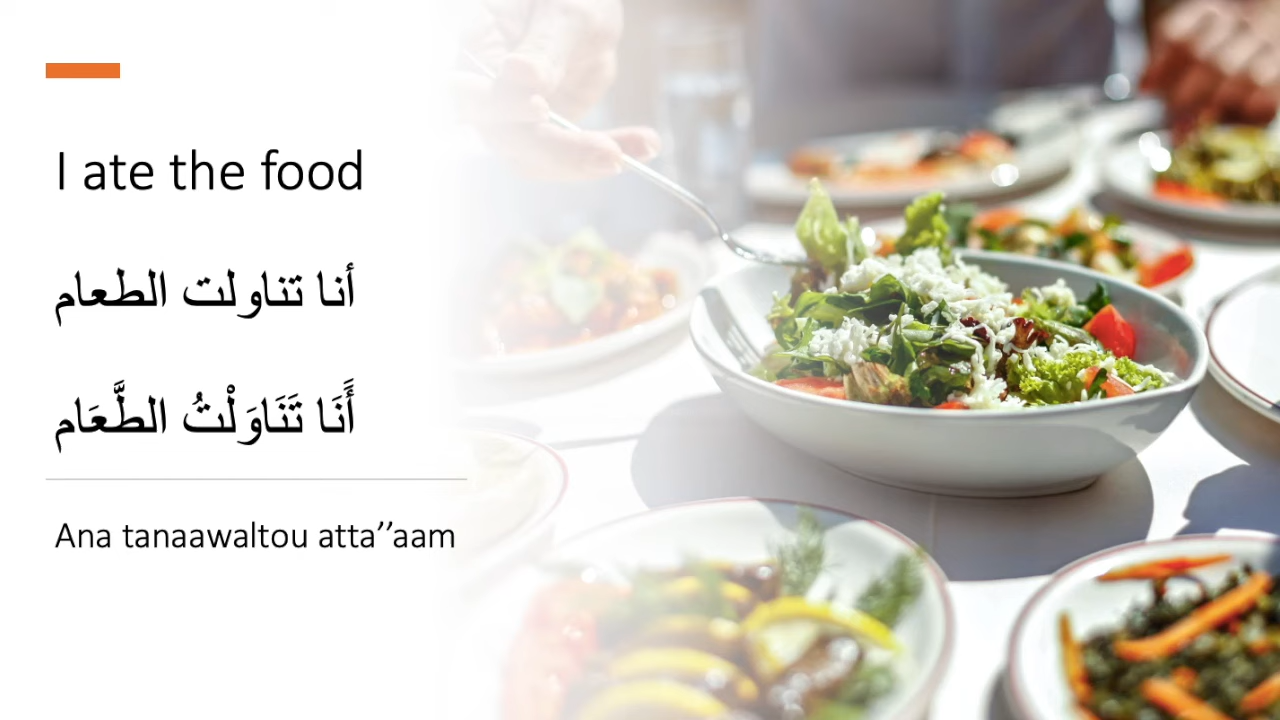 I ate the food
أنا تناولت الطعام
أَنَا تَنَاوَلْتُ الطَّعَام
Ana tanaawaltou atta’’aam